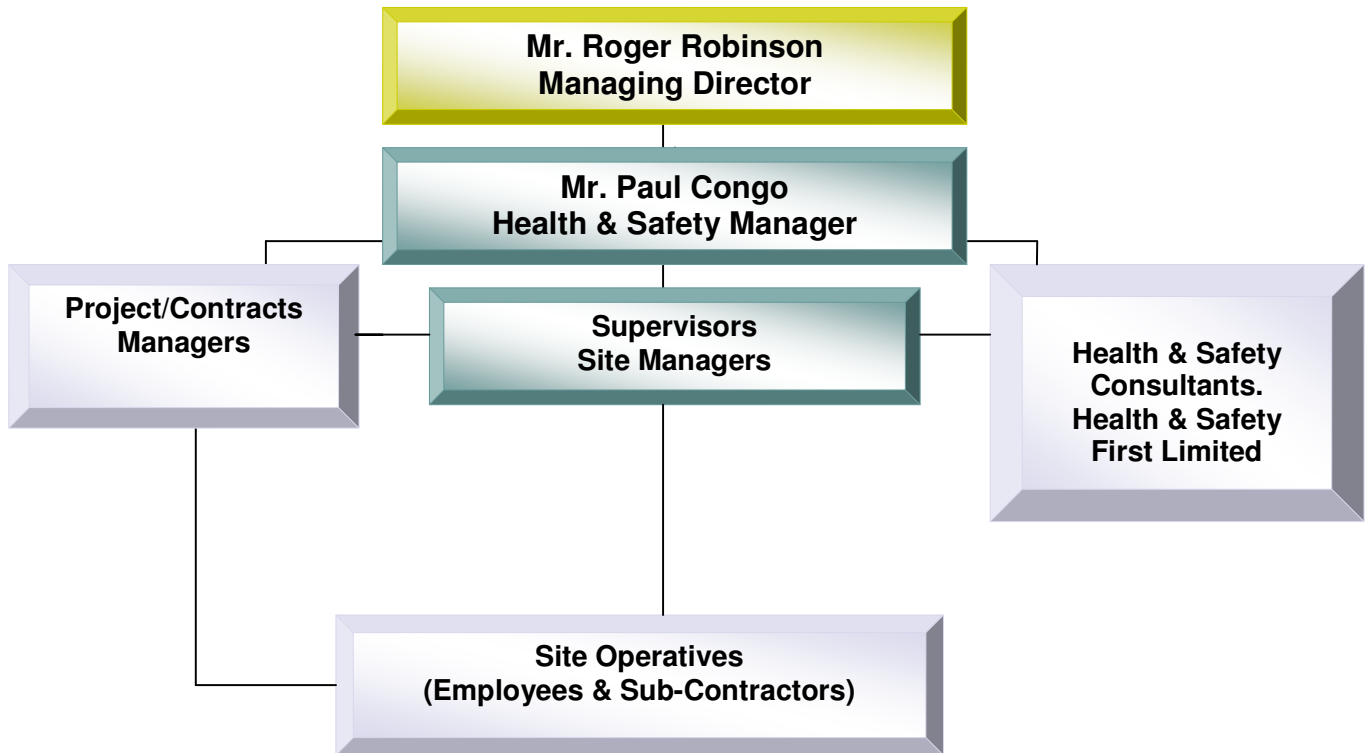 Mr. Roger Robinson
Managing Director
Mr. Paul Congo
Health & Safety Manager
Project/Contracts
Managers
Supervisors
Site Managers
Health & Safety
Consultants.
Health & Safety
First Limited
Site Operatives
(Employees & Sub-Contractors)